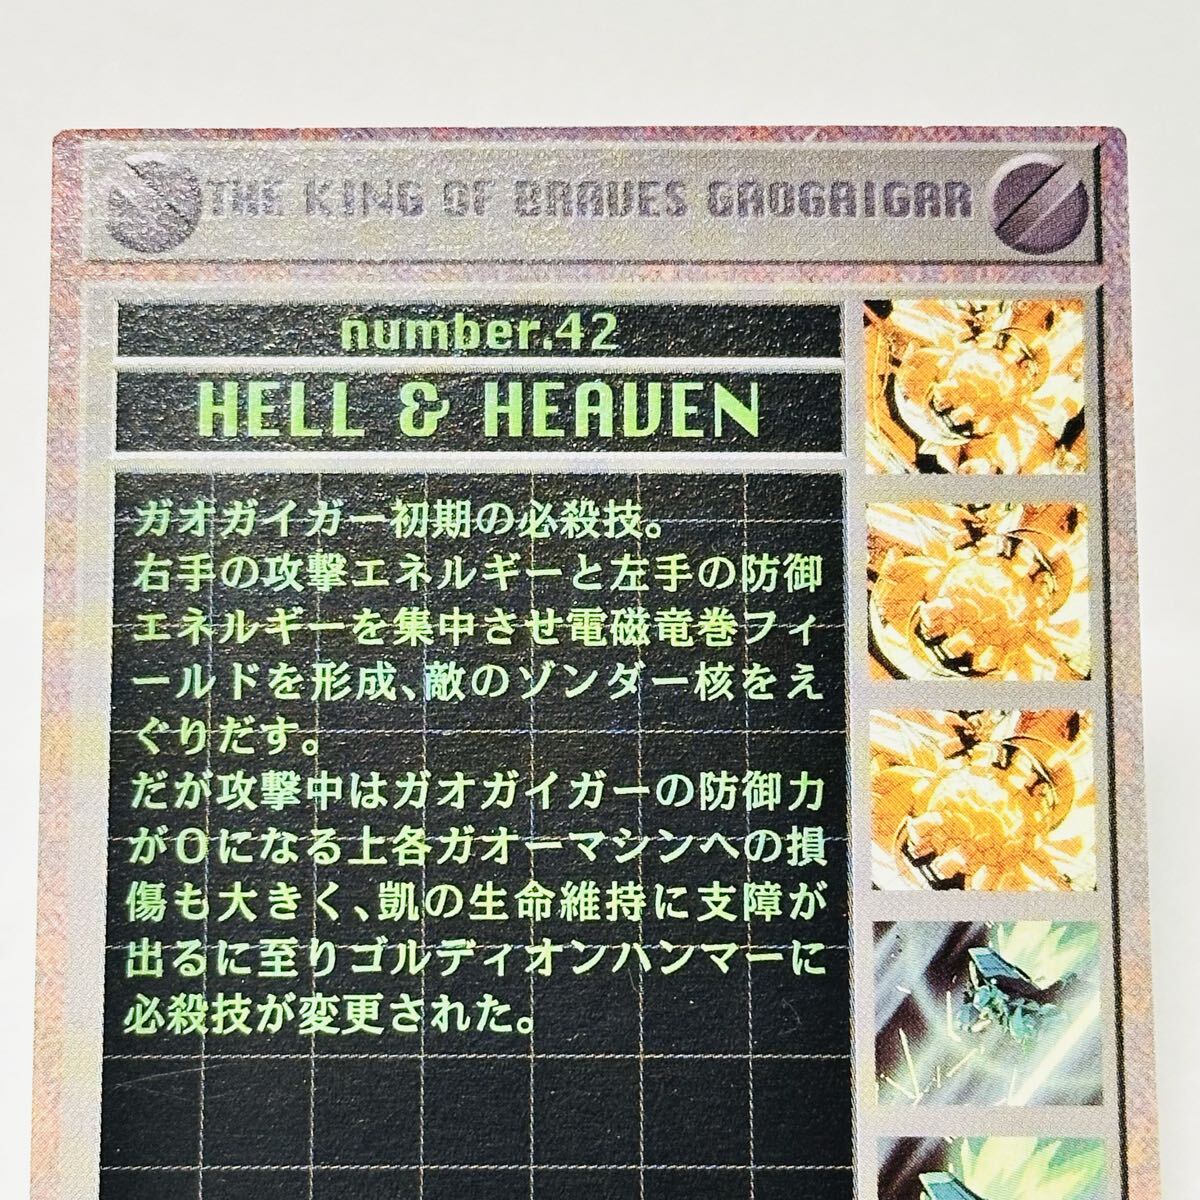 THE KING OF BRAVES GAOGAIGAR
number.42
HELL & HEAVEN
ガオガイガー初期の必殺技。
右手の攻撃エネルギーと左手の防御
エネルギーを集中させ電磁竜巻フィ
ールドを形成、敵のゾンダー核をえ
ぐりだす。
だが攻撃中はガオガイガーの防御力
が０になる上各ガオーマシンへの損
傷も大きく、凱の生命維持に支障が
出るに至りゴルディオンハンマーに
必殺技が変更された。